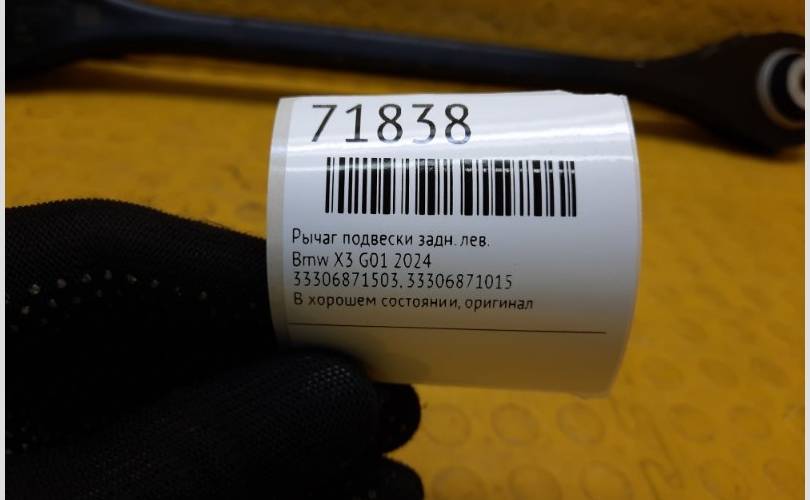 71838
Рычаг подвески задн. лев.
Bmw X3 G01 2024
33306871503, 33306871015
В хорошем состоянии, оригинал